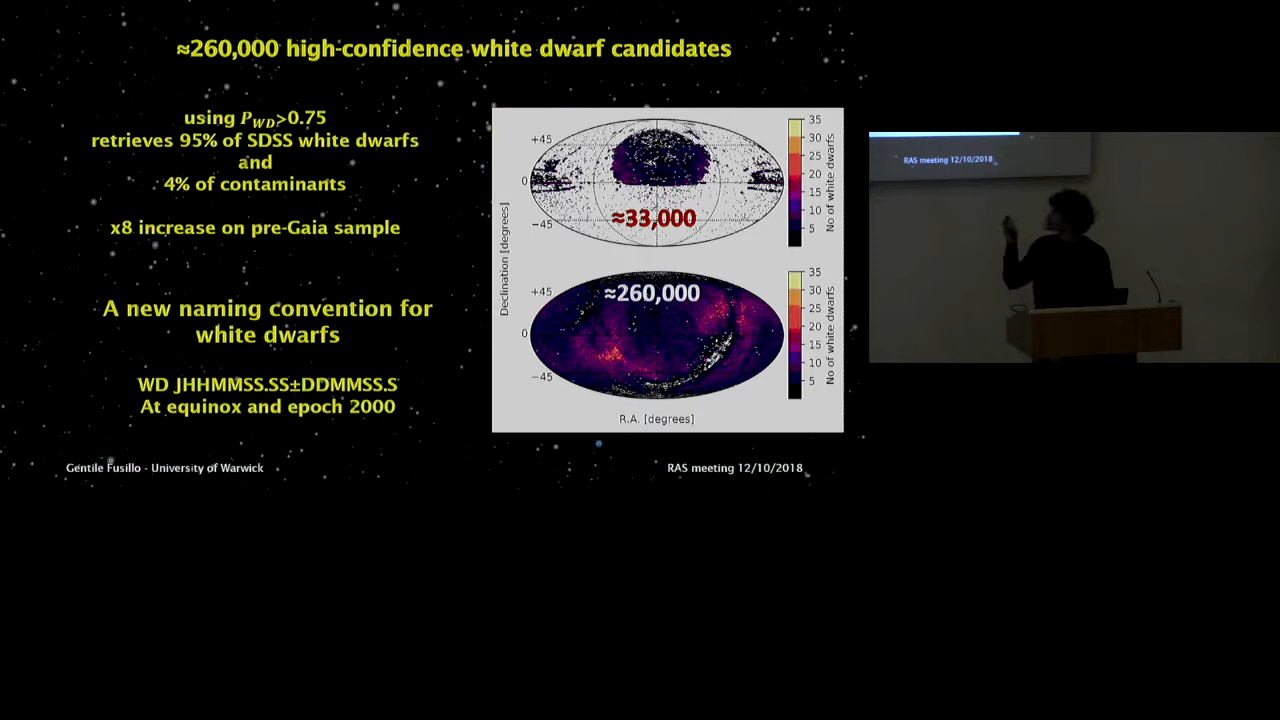 ≈260,000 high-confidence white dwarf candidates
using P_WD>0.75
retrieves 95% of SDSS white dwarfs
and
4% of contaminants
x8 increase on pre-Gaia sample
A new naming convention for
white dwarfs
WD JHHMMSS.SS±DDMMSS.S
At equinox and epoch 2000
+45
0
−45
≈33,000
35
30
25
20
15
10
5
No of white dwarfs
Declination [degrees]
+45
0
−45
≈260,000
35
30
25
20
15
10
5
No of white dwarfs
R.A. [degrees]
Gentile Fusillo - University of Warwick
RAS meeting 12/10/2018
RAS meeting 12/10/2018